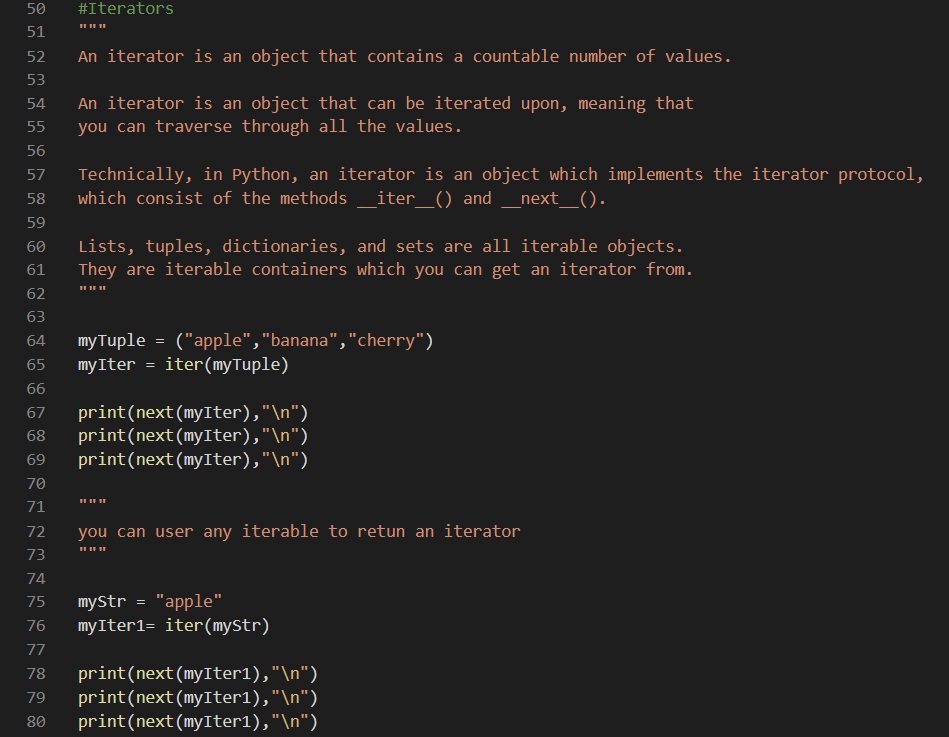 50 #Iterators
51 """
52 An iterator is an object that contains a countable number of values.
53
54 An iterator is an object that can be iterated upon, meaning that
55 you can traverse through all the values.
56
57 Technically, in Python, an iterator is an object which implements the iterator protocol,
58 which consist of the methods __iter__() and __next__().
59
60 Lists, tuples, dictionaries, and sets are all iterable objects.
61 They are iterable containers which you can get an iterator from.
62 """
63
64 myTuple = ("apple","banana","cherry")
65 myIter = iter(myTuple)
66
67 print(next(myIter),"\n")
68 print(next(myIter),"\n")
69 print(next(myIter),"\n")
70
71 """
72 you can user any iterable to retun an iterator
73 """
74
75 myStr = "apple"
76 myIter1= iter(myStr)
77
78 print(next(myIter1),"\n")
79 print(next(myIter1),"\n")
80 print(next(myIter1),"\n")